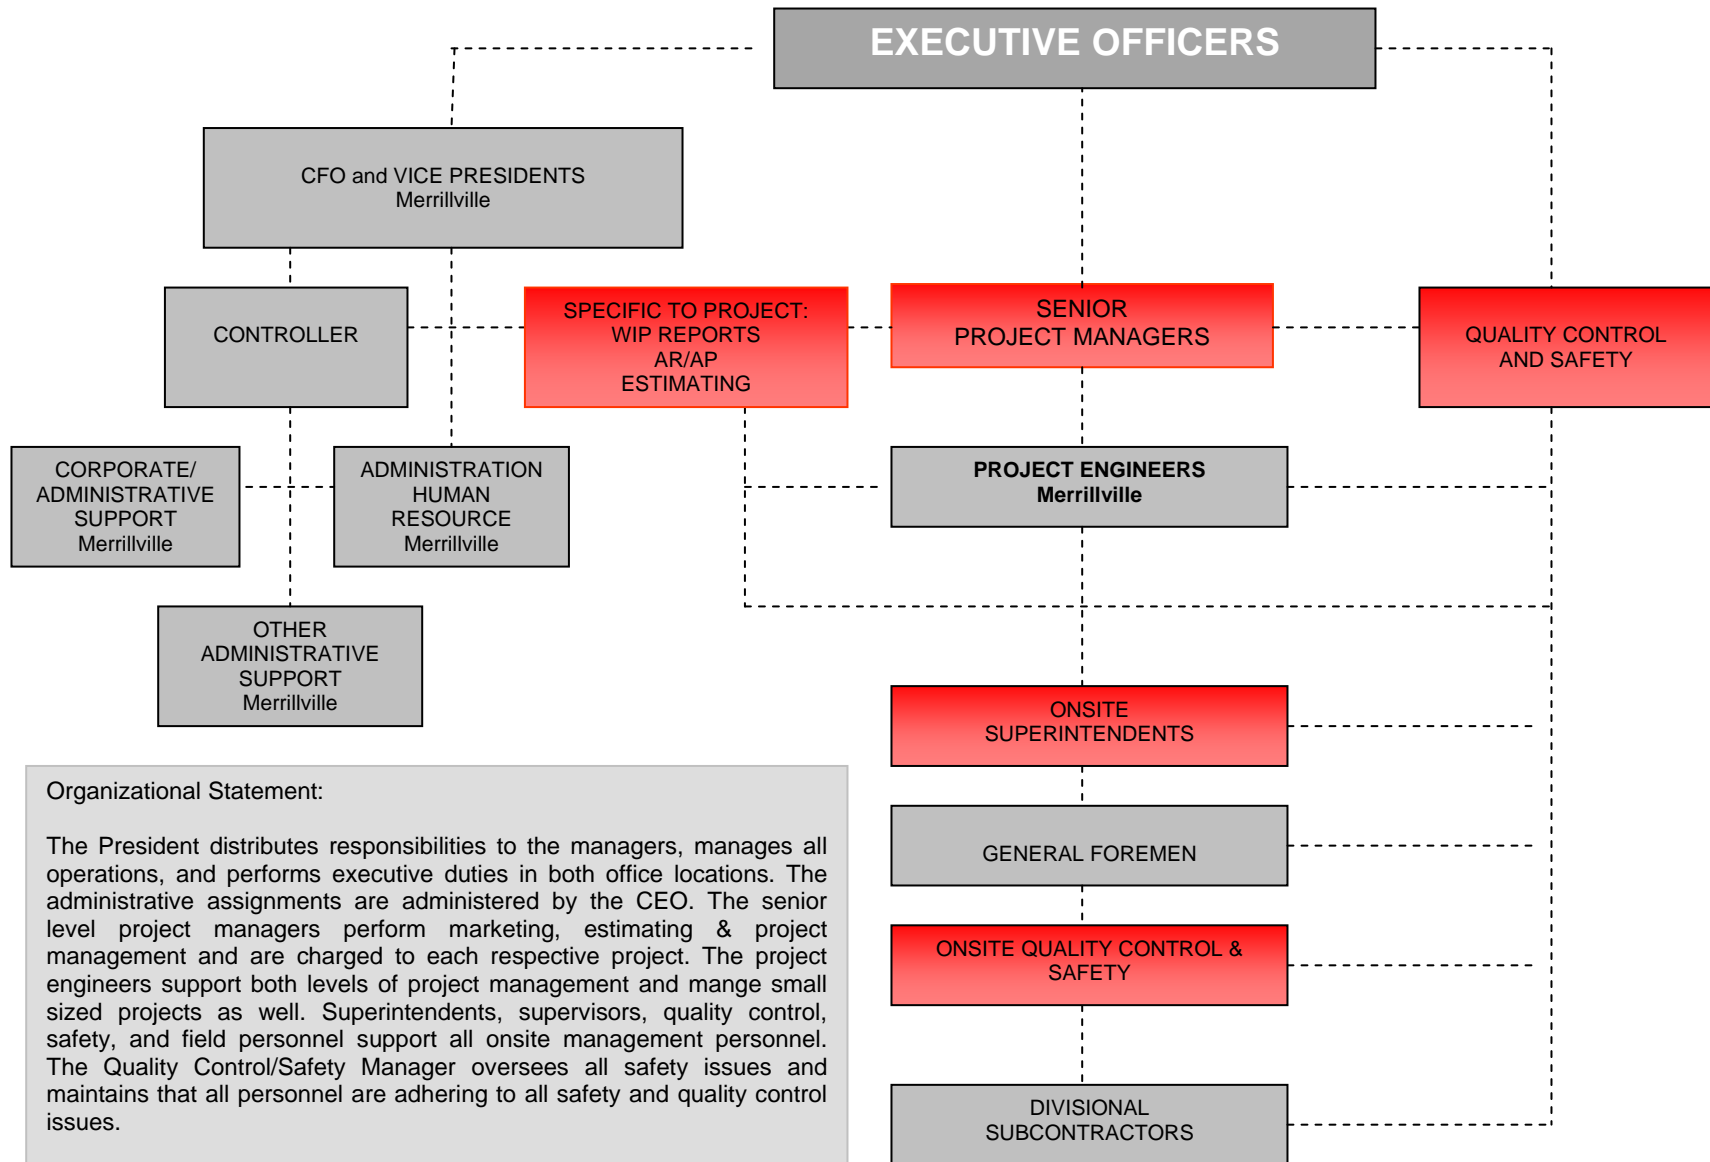 EXECUTIVE OFFICERS
CFO and VICE PRESIDENTS
Merrillville
CONTROLLER
SPECIFIC TO PROJECT:
WIP REPORTS
AR/AP
ESTIMATING
SENIOR
PROJECT MANAGERS
QUALITY CONTROL
AND SAFETY
CORPORATE/
ADMINISTRATIVE
SUPPORT
Merrillville
ADMINISTRATION
HUMAN
RESOURCE
Merrillville
PROJECT ENGINEERS
Merrillville
OTHER
ADMINISTRATIVE
SUPPORT
Merrillville
ONSITE
SUPERINTENDENTS
GENERAL FOREMEN
ONSITE QUALITY CONTROL &
SAFETY
DIVISIONAL
SUBCONTRACTORS
Organizational Statement:
The President distributes responsibilities to the managers, manages all
operations, and performs executive duties in both office locations. The
administrative assignments are administered by the CEO. The senior
level project managers perform marketing, estimating & project
management and are charged to each respective project. The project
engineers support both levels of project management and mange small
sized projects as well. Superintendents, supervisors, quality control,
safety, and field personnel support all onsite management personnel.
The Quality Control/Safety Manager oversees all safety issues and
maintains that all personnel are adhering to all safety and quality control
issues.